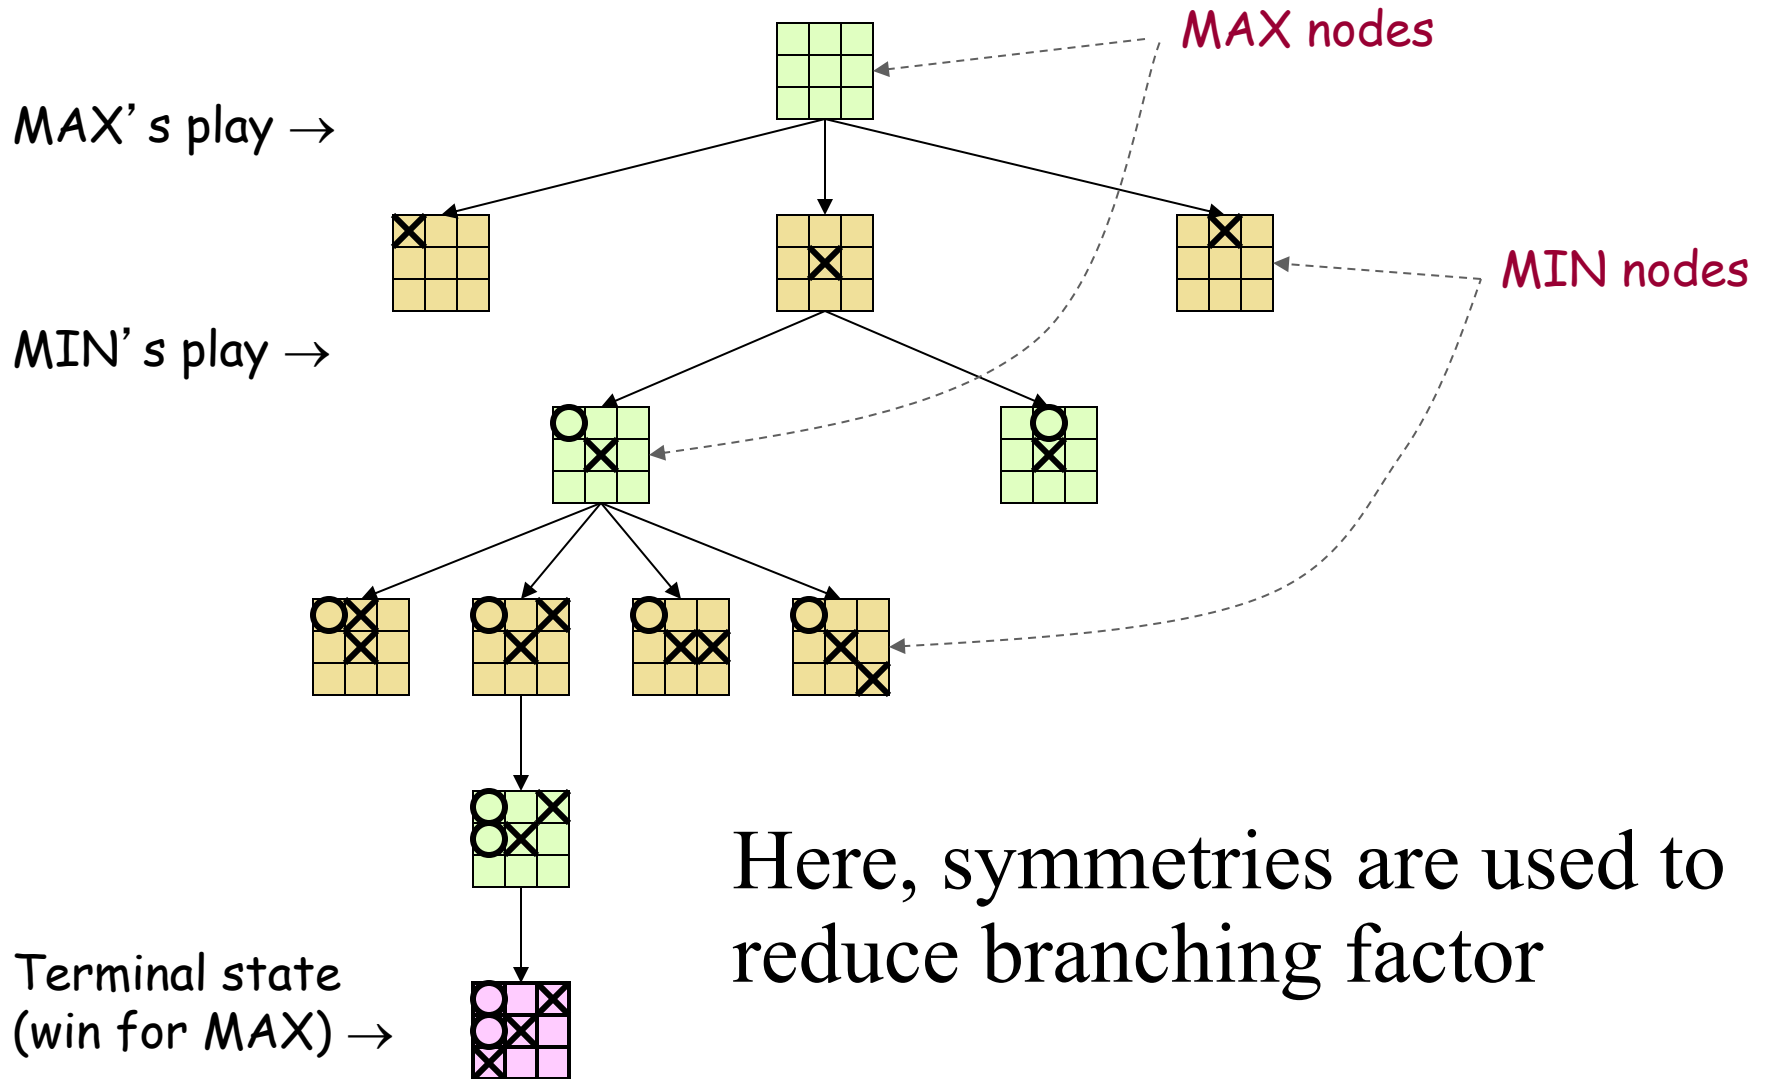 MAX nodes
MAX's play →
MIN nodes
MIN's play →
Here, symmetries are used to
reduce branching factor
Terminal state
(win for MAX) →